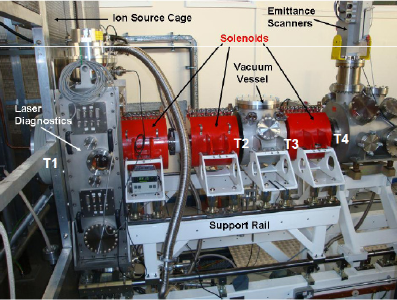 Ion Source Cage
Emittance
Scanners
Solenoids
Vacuum
Vessel
Laser
Diagnostics
T1
T2
T3
T4
Support Rail